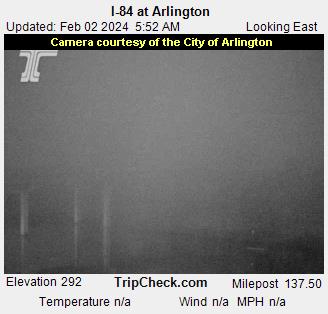 I-84 at Arlington
Updated: Feb 02 2024 5:52 AM Looking East
Camera courtesy of the City of Arlington
Elevation 292 TripCheck.com Milepost 137.50
Temperature n/a Wind n/a MPH n/a